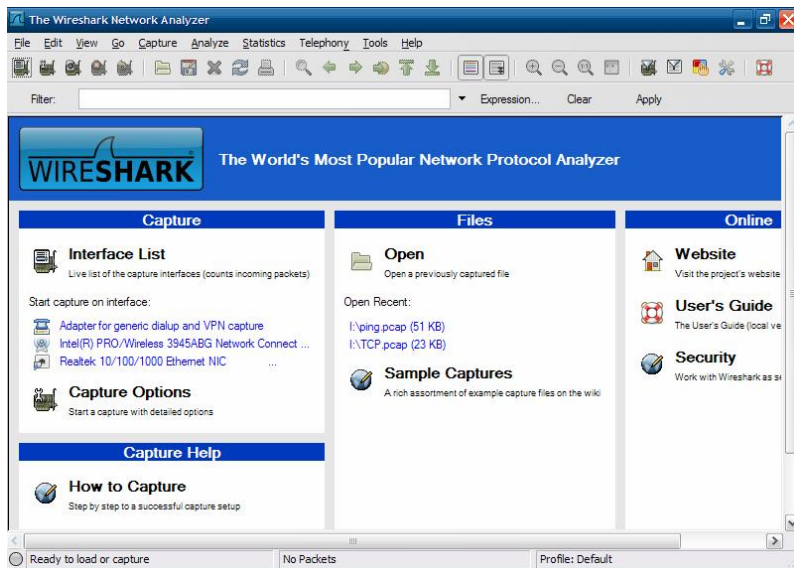 The Wireshark Network Analyzer
File Edit View Go Capture Analyze Statistics Telephony Tools Help
Filter: Expression... Clear Apply
WIRESHARK The World's Most Popular Network Protocol Analyzer
Capture
Interface List
Live list of the capture interfaces (counts incoming packets)
Start capture on interface:
Adapter for generic dialup and VPN capture
Intel(R) PRO/Wireless 3945ABG Network Connect ...
Realtek 10/100/1000 Ethernet NIC ...
Capture Options
Start a capture with detailed options
Capture Help
How to Capture
Step by step to a successful capture setup
Files
Open
Open a previously captured file
Open Recent:
I:\ping.pcap (51 KB)
I:\TCP.pcap (23 KB)
Sample Captures
A rich assortment of example capture files on the wiki
Online
Website
Visit the project's website
User's Guide
The User's Guide (local ve
Security
Work with Wireshark as se
Ready to load or capture No Packets Profile: Default